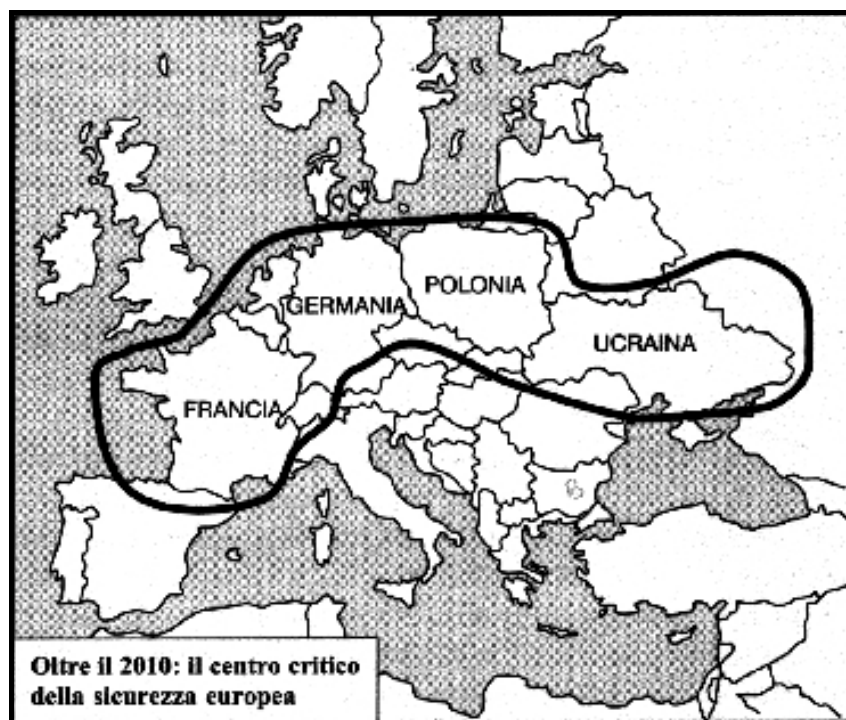 GERMANIA
POLONIA
UCRAINA
FRANCIA
Oltre il 2010: il centro critico
della sicurezza europea